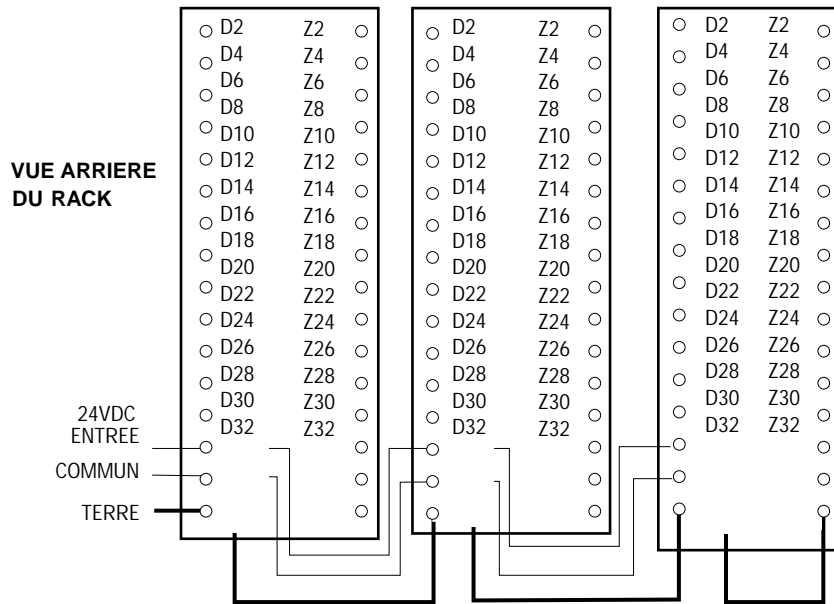 D2 Z2 D2 Z2 D2 Z2
D4 Z4 D4 Z4 D4 Z4
D6 Z6 D6 Z6 D6 Z6
D8 Z8 D8 Z8 D8 Z8
D10 Z10 D10 Z10 D10 Z10
D12 Z12 D12 Z12 D12 Z12
VUE ARRIERE
DU RACK
D14 Z14 D14 Z14 D14 Z14
D16 Z16 D16 Z16 D16 Z16
D18 Z18 D18 Z18 D18 Z18
D20 Z20 D20 Z20 D20 Z20
D22 Z22 D22 Z22 D22 Z22
D24 Z24 D24 Z24 D24 Z24
D26 Z26 D26 Z26 D26 Z26
D28 Z28 D28 Z28 D28 Z28
D30 Z30 D30 Z30 D30 Z30
D32 Z32 D32 Z32 D32 Z32
24VDC
ENTREE
COMMUN
TERRE